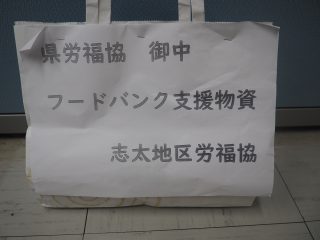 県労福協　御中
フードバンク支援物資
志太地区労福協